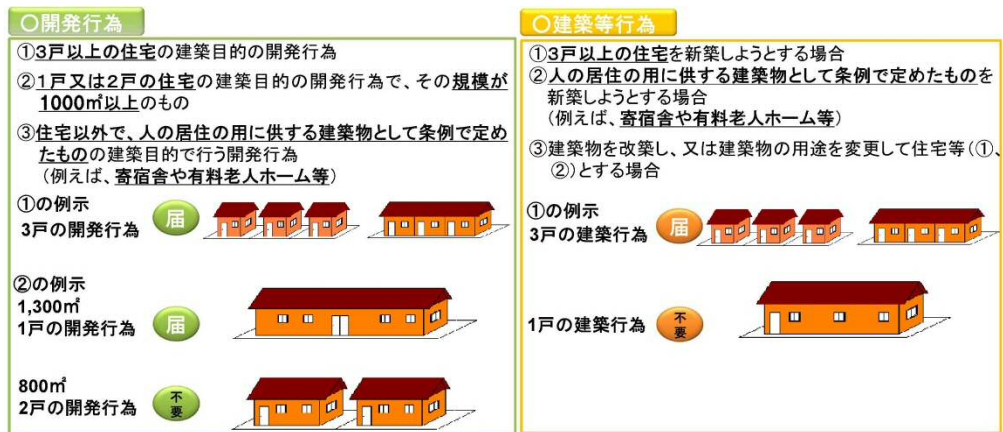 ○開発行為
①3戸以上の住宅の建築目的の開発行為
②1戸又は2戸の住宅の建築目的の開発行為で、その規模が
1000㎡以上のもの
③住宅以外で、人の居住の用に供する建築物として条例で定め
たものの建築目的で行う開発行為
(例えば、寄宿舎や有料老人ホーム等)
①の例示
3戸の開発行為
届
②の例示
1,300㎡
1戸の開発行為
届
800㎡
2戸の開発行為
不
要
○建築等行為
①3戸以上の住宅を新築しようとする場合
②人の居住の用に供する建築物として条例で定めたものを
新築しようとする場合
(例えば、寄宿舎や有料老人ホーム等)
③建築物を改築し、又は建築物の用途を変更して住宅等(①、
②)とする場合
①の例示
3戸の建築行為
届
1戸の建築行為
不
要